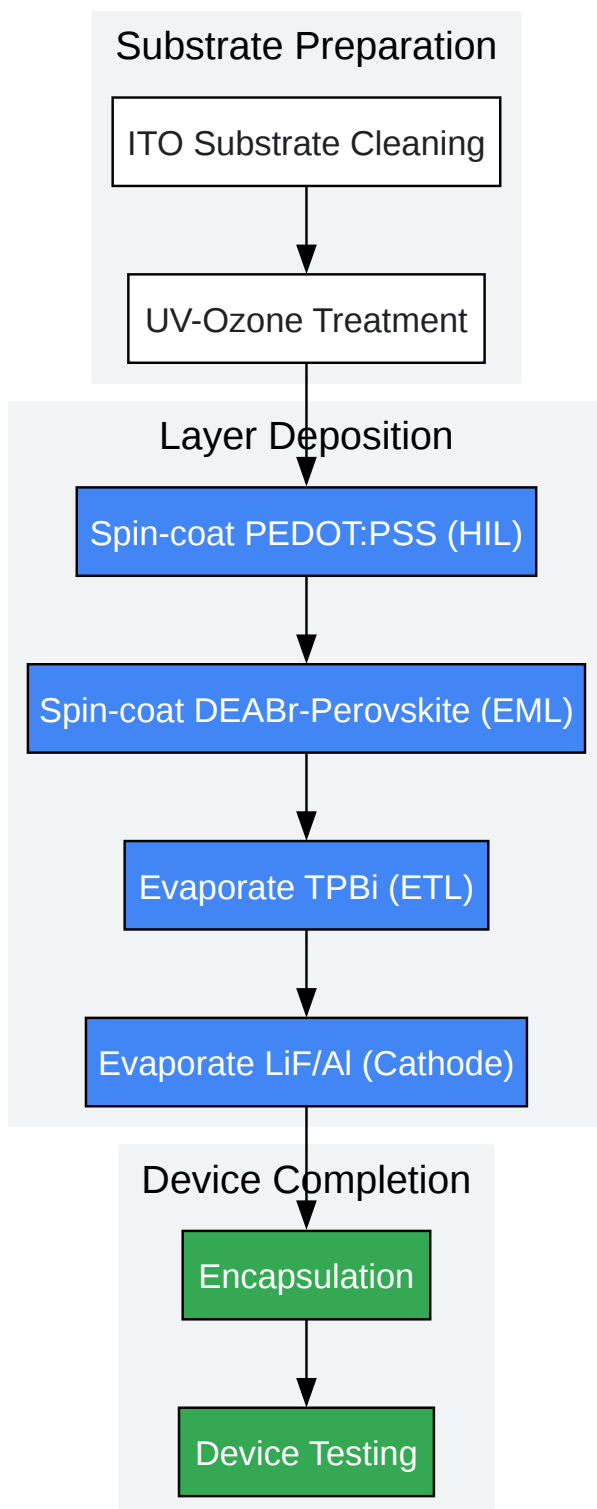 Substrate Preparation
ITO Substrate Cleaning
UV-Ozone Treatment
Layer Deposition
Spin-coat PEDOT:PSS (HIL)
Spin-coat DEABr-Perovskite (EML)
Evaporate TPBi (ETL)
Evaporate LiF/Al (Cathode)
Device Completion
Encapsulation
Device Testing